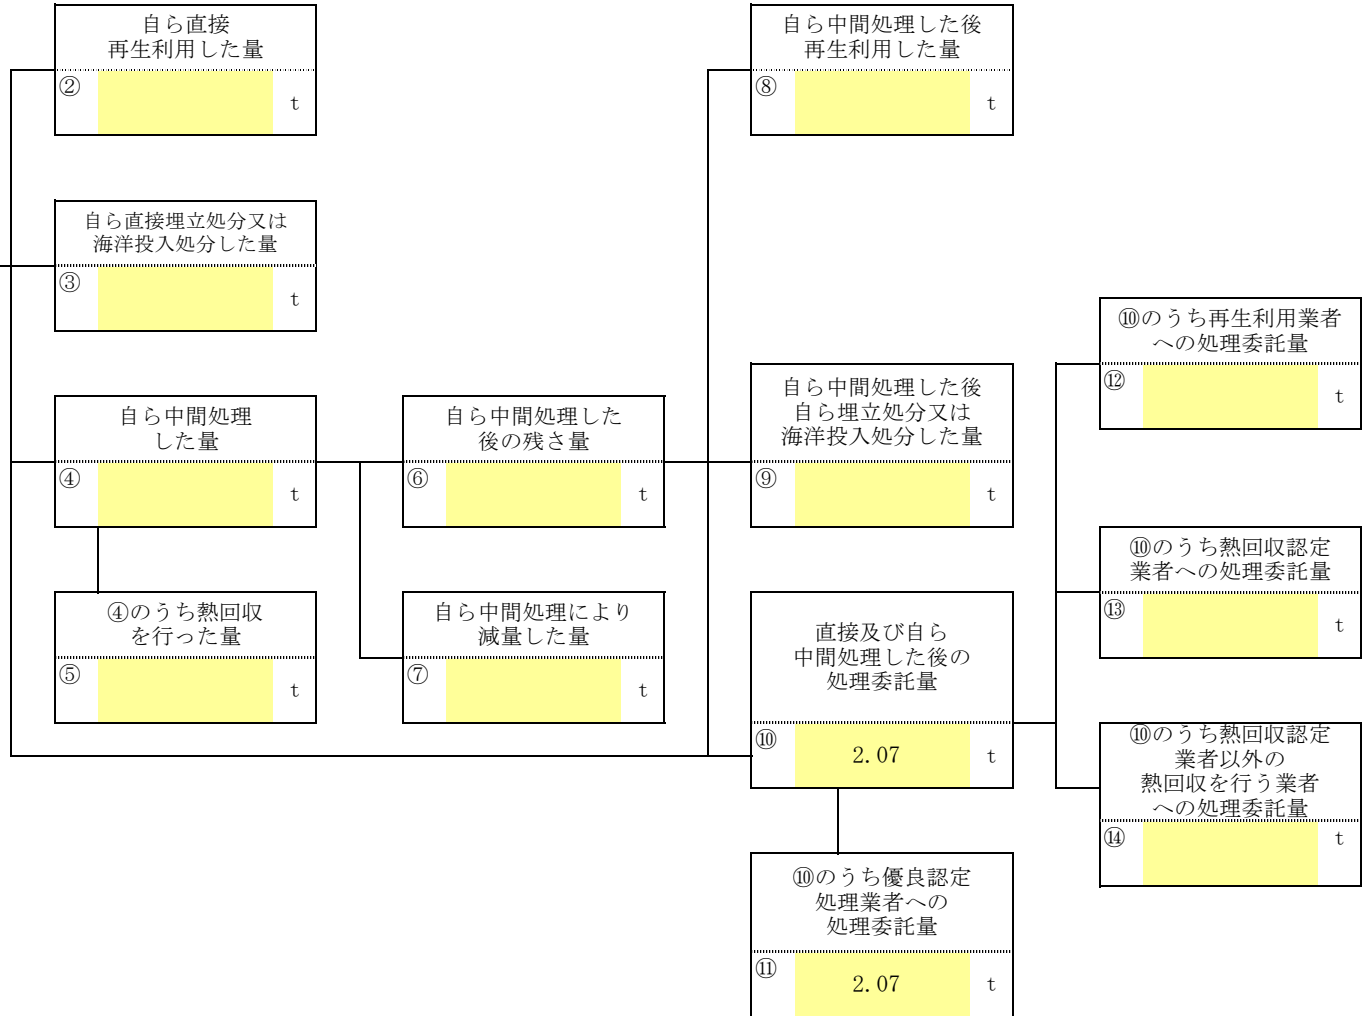 自ら直接
再生利用した量
②
t
自ら直接埋立処分又は
海洋投入処分した量
③
t
自ら中間処理
した量
④
t
④のうち熱回収
を行った量
⑤
t
自ら中間処理した
後の残さ量
⑥
t
自ら中間処理により
減量した量
⑦
t
自ら中間処理した後
再生利用した量
⑧
t
自ら中間処理した後
自ら埋立処分又は
海洋投入処分した量
⑨
t
直接及び自ら
中間処理した後の
処理委託量
⑩ 2.07 t
⑩のうち優良認定
処理業者への
処理委託量
⑪ 2.07 t
⑩のうち再生利用業者
への処理委託量
⑫
t
⑩のうち熱回収認定
業者への処理委託量
⑬
t
⑩のうち熱回収認定
業者以外の
熱回収を行う業者
への処理委託量
⑭
t